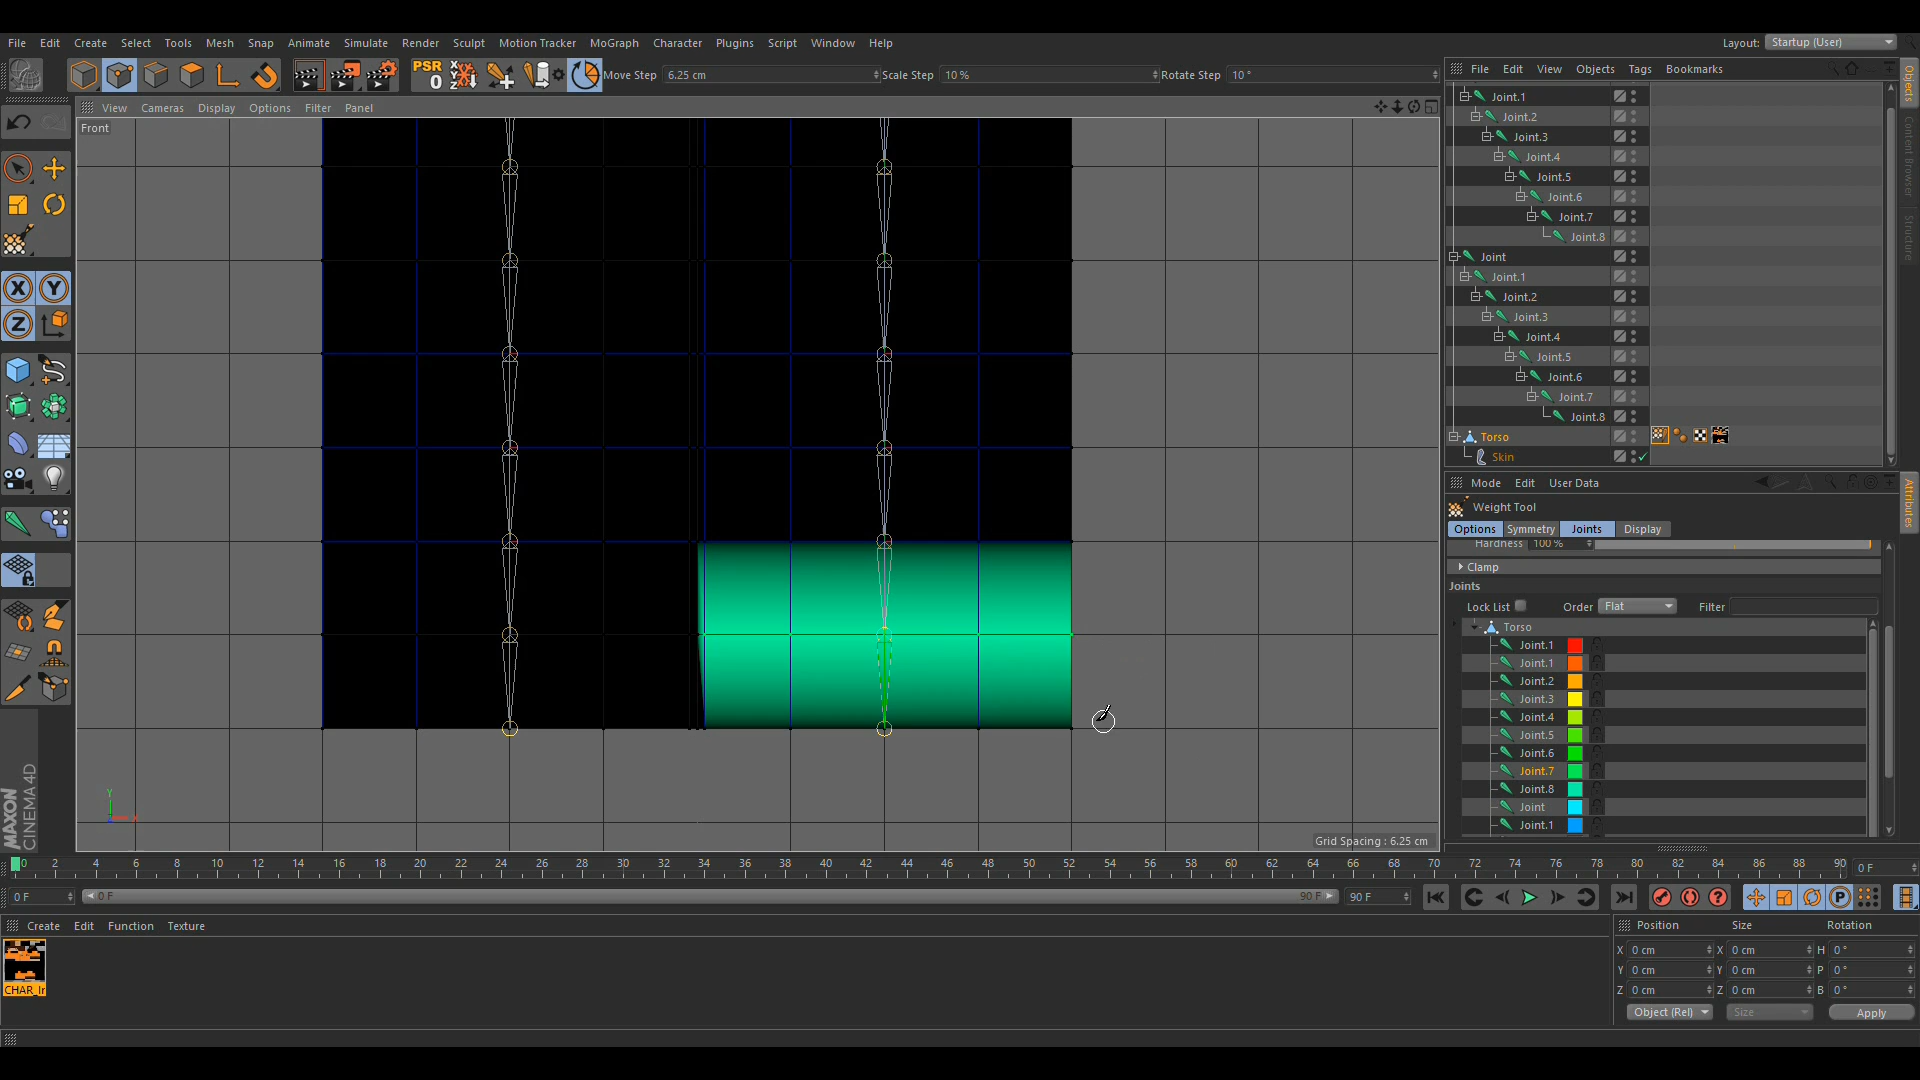 File Edit Create Select Tools Mesh Snap Animate Simulate Render Sculpt Motion Tracker MoGraph Character Plugins Script Window Help Layout: Startup (User)
PSR 0 Move Step 6.25 cm Scale Step 10 % Rotate Step 10 °
File Edit View Objects Tags Bookmarks
View Cameras Display Options Filter Panel
Front
X Y
Z
Joint.1
Joint.2
Joint.3
Joint.4
Joint.5
Joint.6
Joint.7
Joint.8
Joint
Joint.1
Joint.2
Joint.3
Joint.4
Joint.5
Joint.6
Joint.7
Joint.8
Torso
Skin
Objects
Content Browser
Structure
Mode Edit User Data
Weight Tool
Options Symmetry Joints Display
Attributes
Hardness 100 %
Clamp
Joints
Lock List Order Flat Filter
Torso
Joint.1
Joint.1
Joint.2
Joint.3
Joint.4
Joint.5
Joint.6
Joint.7
Joint.8
Joint
Joint.1
Y
Grid Spacing : 6.25 cm
MAXON
CINEMA 4D
0 2 4 6 8 10 12 14 16 18 20 22 24 26 28 30 32 34 36 38 40 42 44 46 48 50 52 54 56 58 60 62 64 66 68 70 72 74 76 78 80 82 84 86 88 90 0 F
0 F 0 F 90 F 90 F
Create Edit Function Texture
CHAR_Ir
Position Size Rotation
X 0 cm X 0 cm H 0 °
Y 0 cm Y 0 cm P 0 °
Z 0 cm Z 0 cm B 0 °
Object (Rel) Size Apply